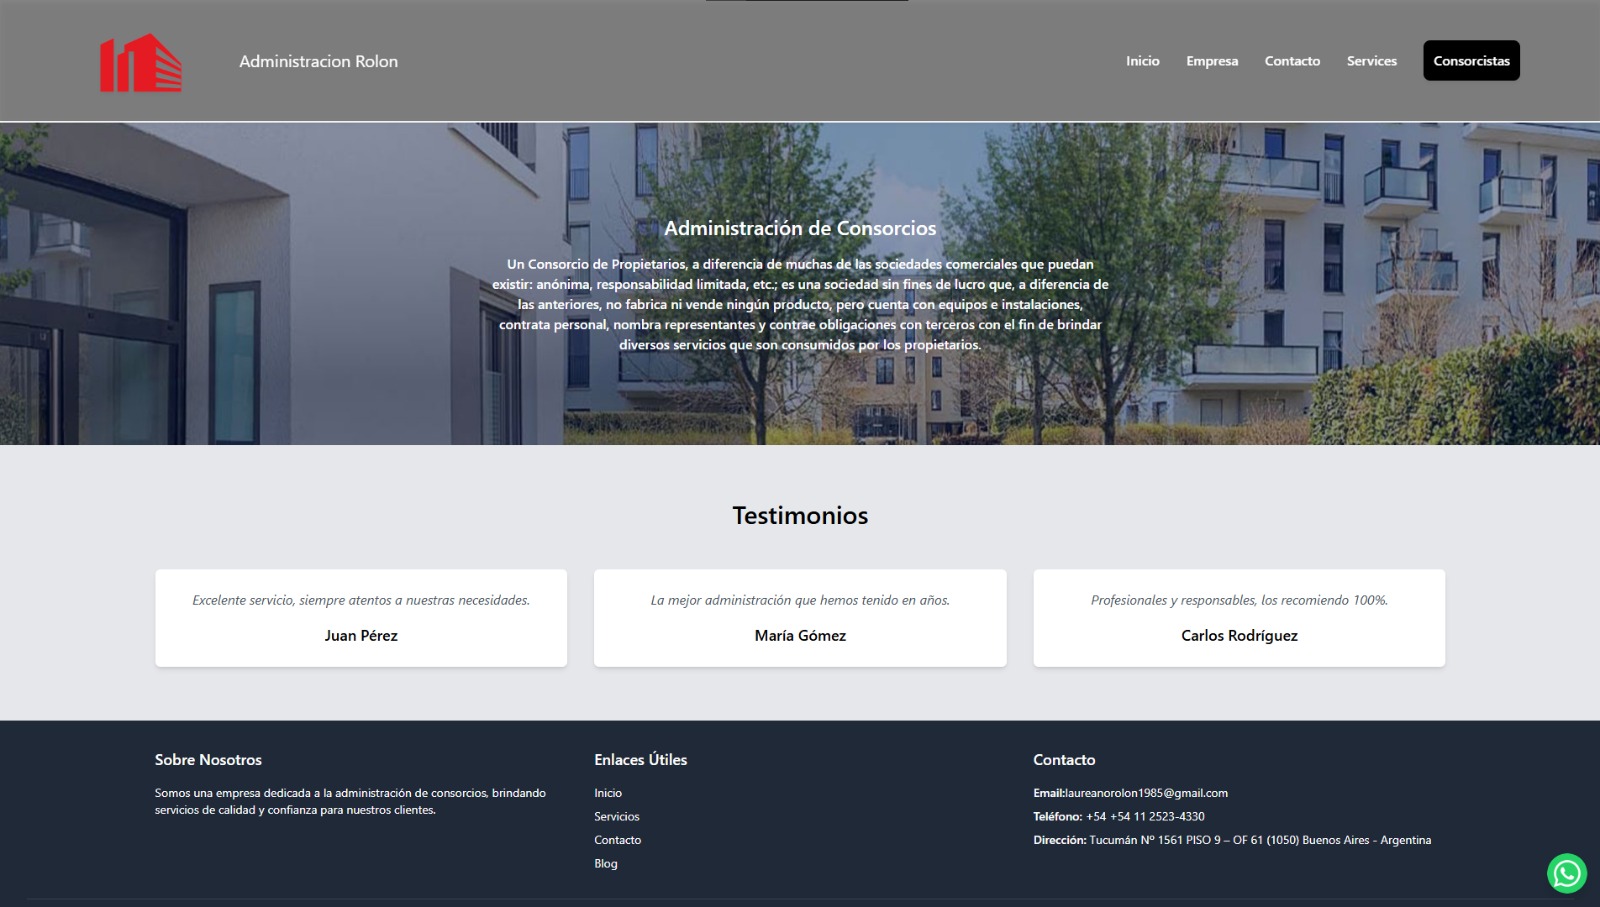 Administracion Rolon
Inicio
Empresa
Contacto
Services
Consorcistas
Administración de Consorcios
Un Consorcio de Propietarios, a diferencia de muchas de las sociedades comerciales que puedan
existir: anónima, responsabilidad limitada, etc.; es una sociedad sin fines de lucro que, a diferencia de
las anteriores, no fabrica ni vende ningún producto, pero cuenta con equipos e instalaciones,
contrata personal, nombra representantes y contrae obligaciones con terceros con el fin de brindar
diversos servicios que son consumidos por los propietarios.
Testimonios
Excelente servicio, siempre atentos a nuestras necesidades.
Juan Pérez
La mejor administración que hemos tenido en años.
María Gómez
Profesionales y responsables, los recomiendo 100%.
Carlos Rodríguez
Sobre Nosotros
Somos una empresa dedicada a la administración de consorcios, brindando
servicios de calidad y confianza para nuestros clientes.
Enlaces Útiles
Inicio
Servicios
Contacto
Blog
Contacto
Email:laureanorolon1985@gmail.com
Teléfono: +54 +54 11 2523-4330
Dirección: Tucumán Nº 1561 PISO 9 – OF 61 (1050) Buenos Aires - Argentina